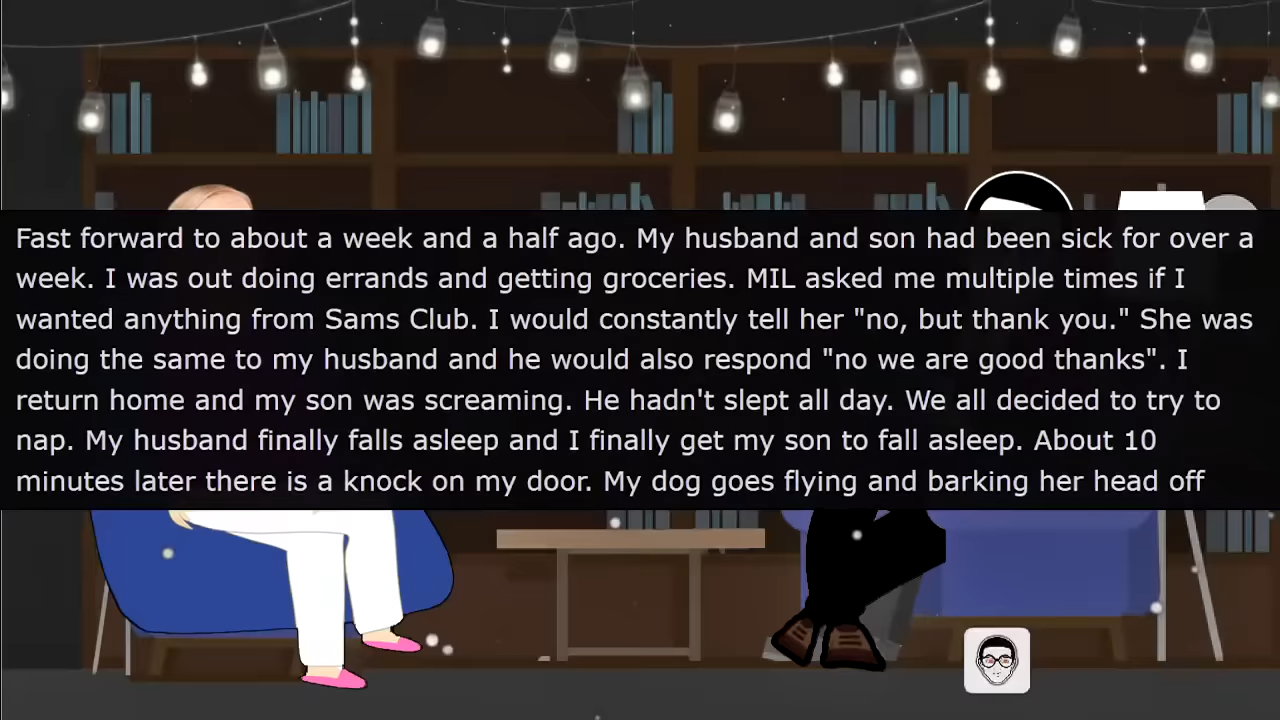 Fast forward to about a week and a half ago. My husband and son had been sick for over a
week. I was out doing errands and getting groceries. MIL asked me multiple times if I
wanted anything from Sams Club. I would constantly tell her "no, but thank you." She was
doing the same to my husband and he would also respond "no we are good thanks". I
return home and my son was screaming. He hadn't slept all day. We all decided to try to
nap. My husband finally falls asleep and I finally get my son to fall asleep. About 10
minutes later there is a knock on my door. My dog goes flying and barking her head off